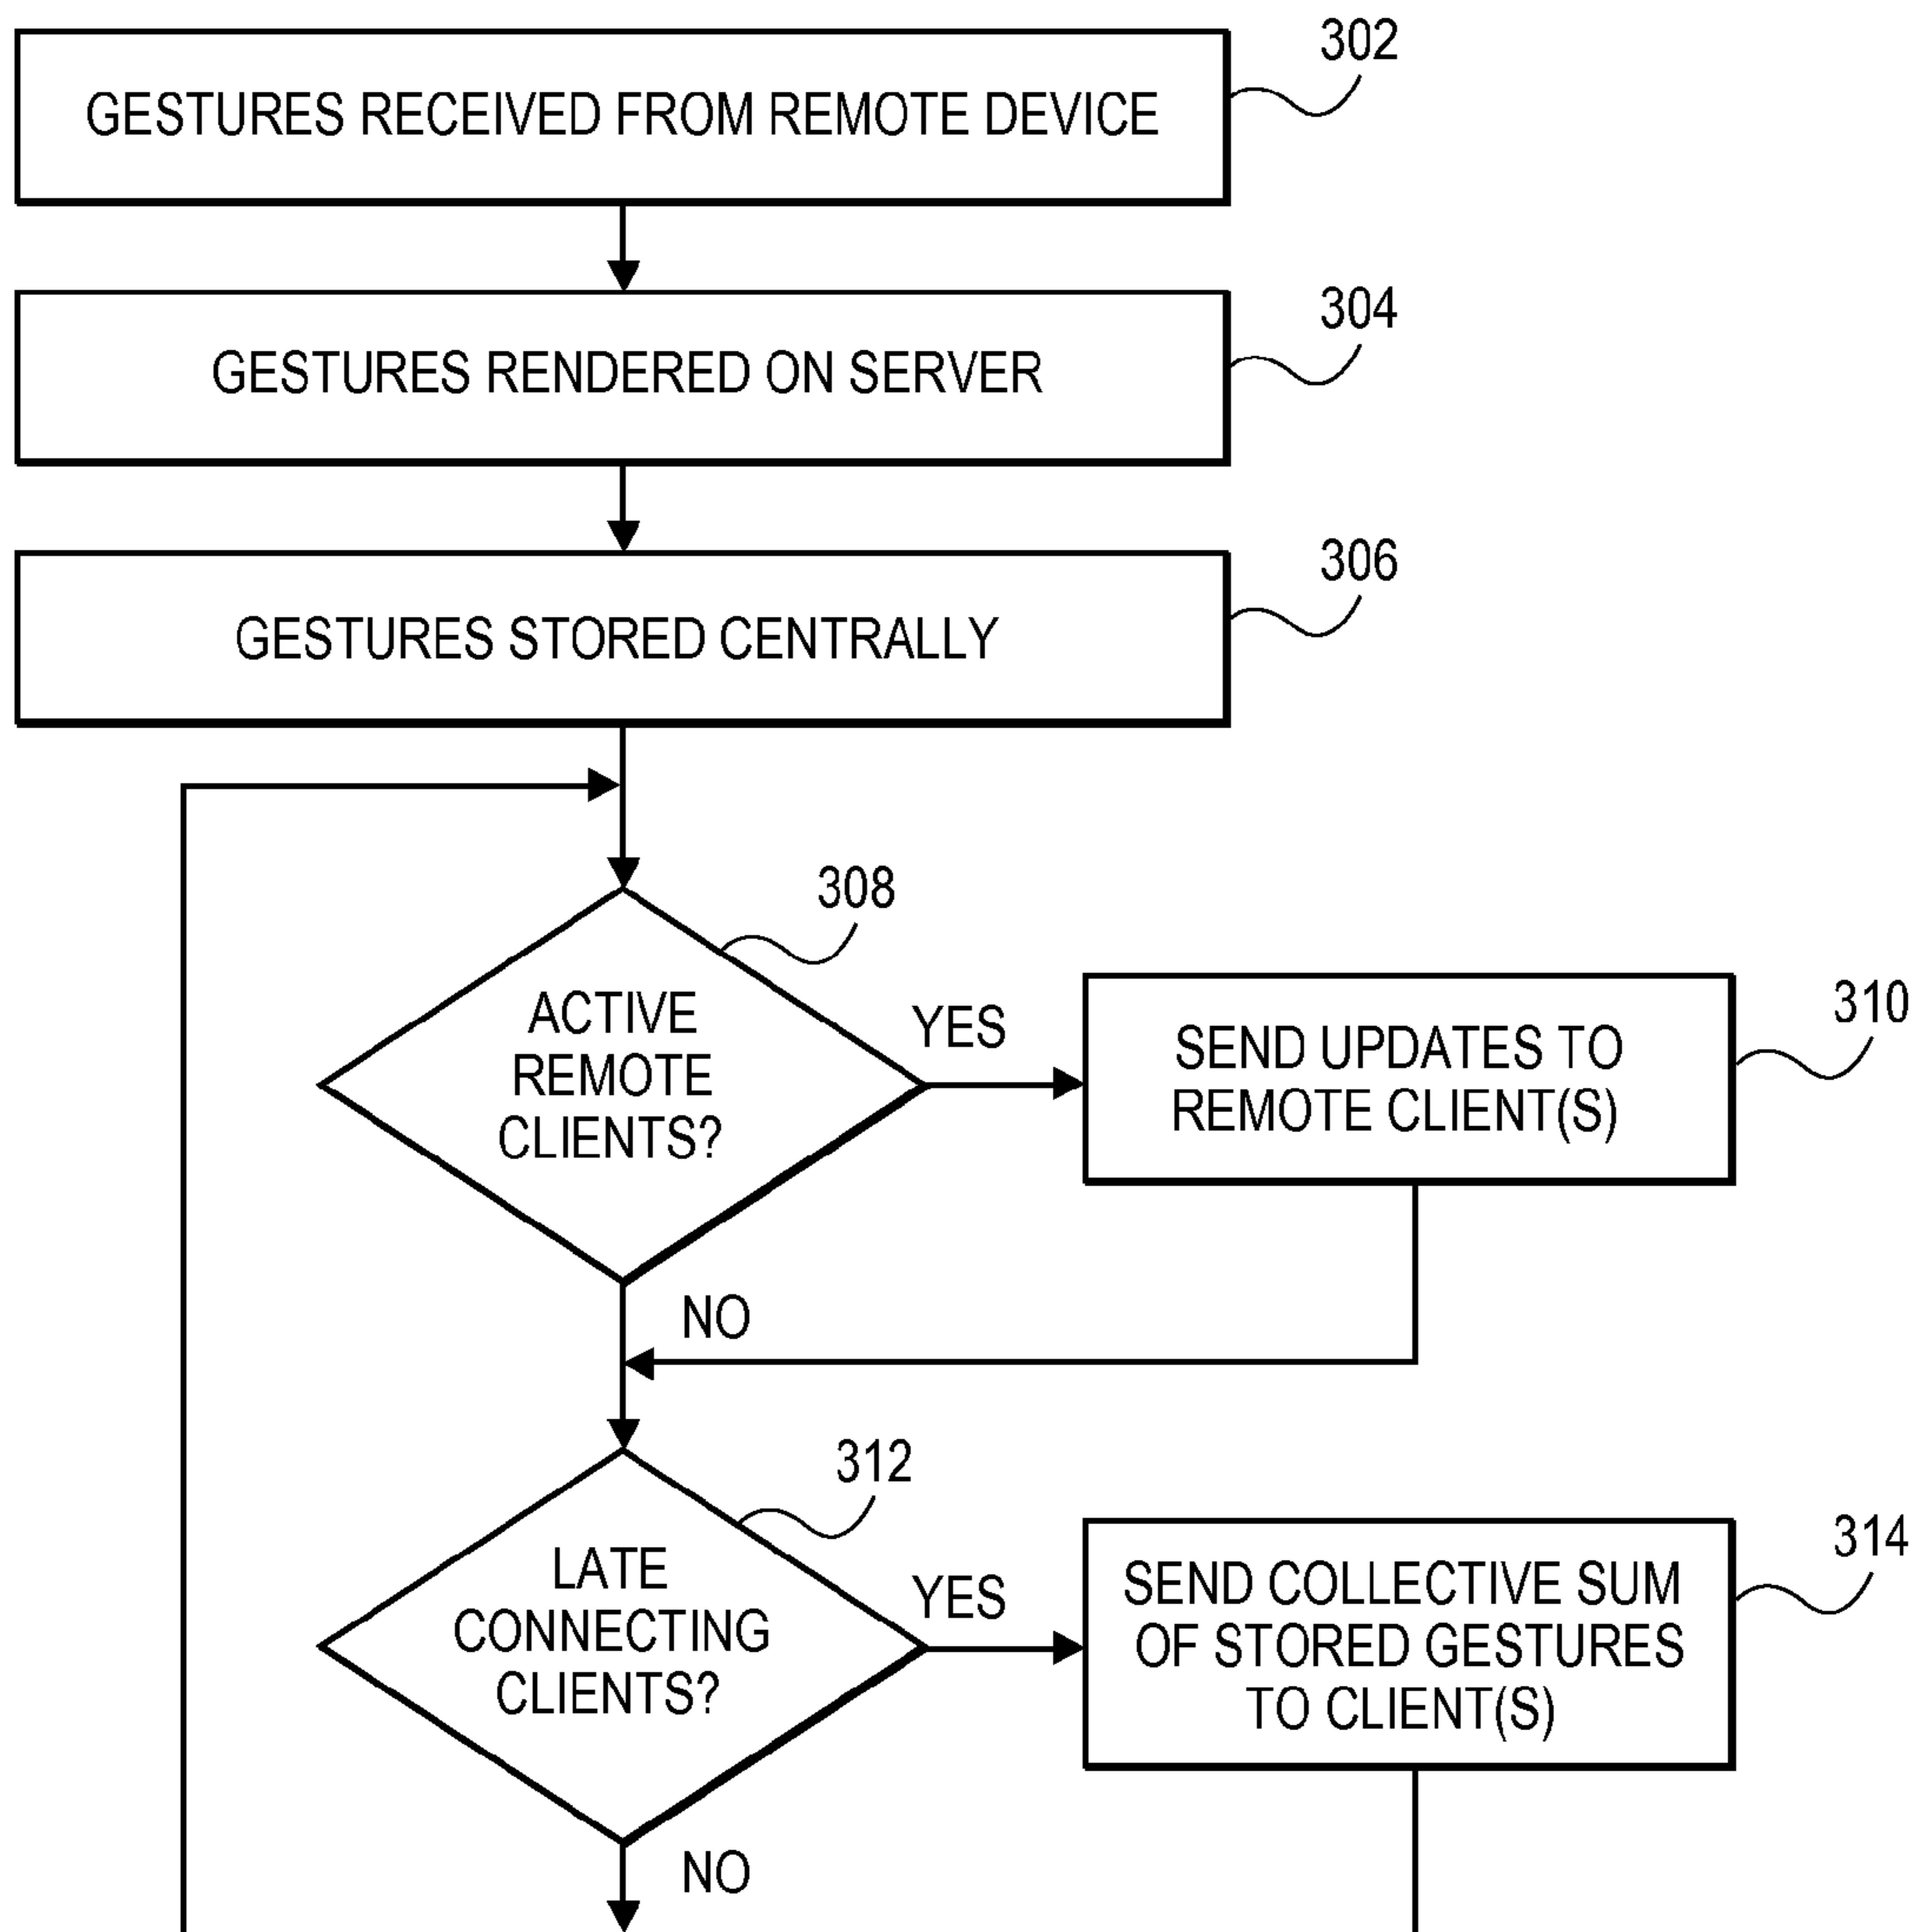 302
GESTURES RECEIVED FROM REMOTE DEVICE
304
GESTURES RENDERED ON SERVER
306
GESTURES STORED CENTRALLY
308
ACTIVE
REMOTE
CLIENTS?
YES
310
SEND UPDATES TO
REMOTE CLIENT(S)
NO
312
LATE
CONNECTING
CLIENTS?
YES
314
SEND COLLECTIVE SUM
OF STORED GESTURES
TO CLIENT(S)
NO